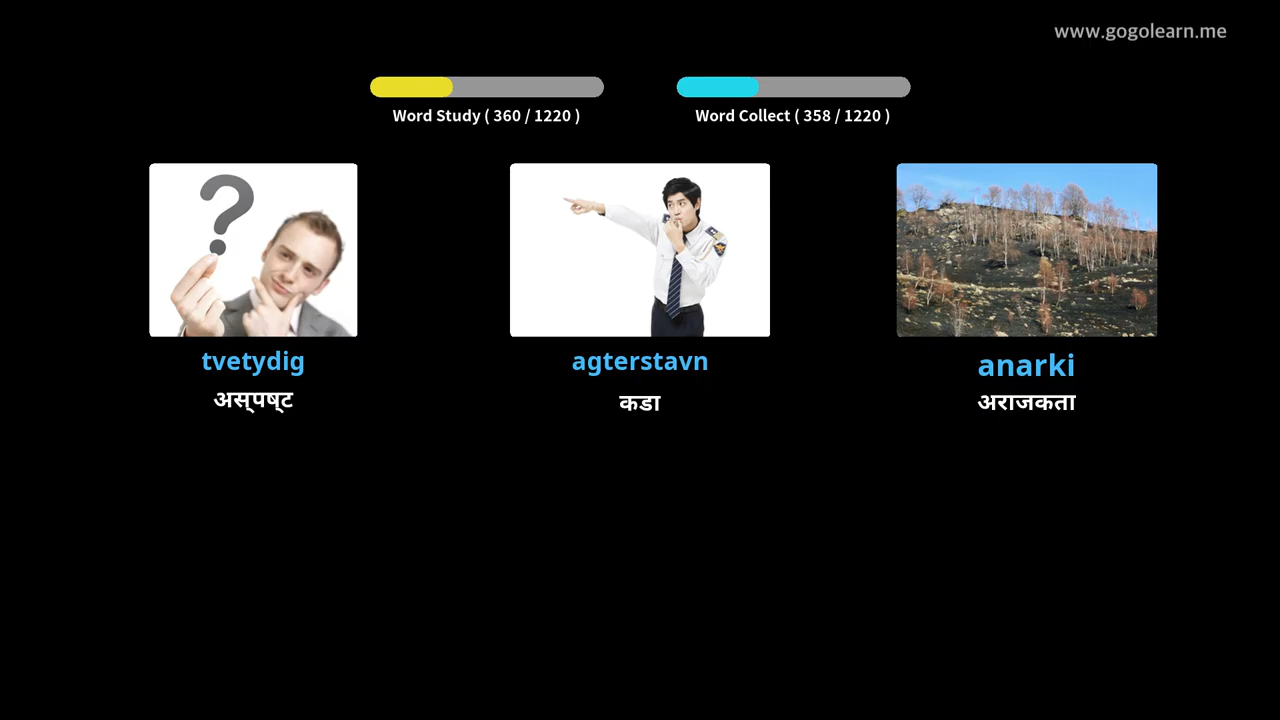 www.gogolearn.me
Word Study ( 360 / 1220 )
Word Collect ( 358 / 1220 )
?
tvetydig
agterstavn
anarki
अस्पष्ट
कडा
अराजकता